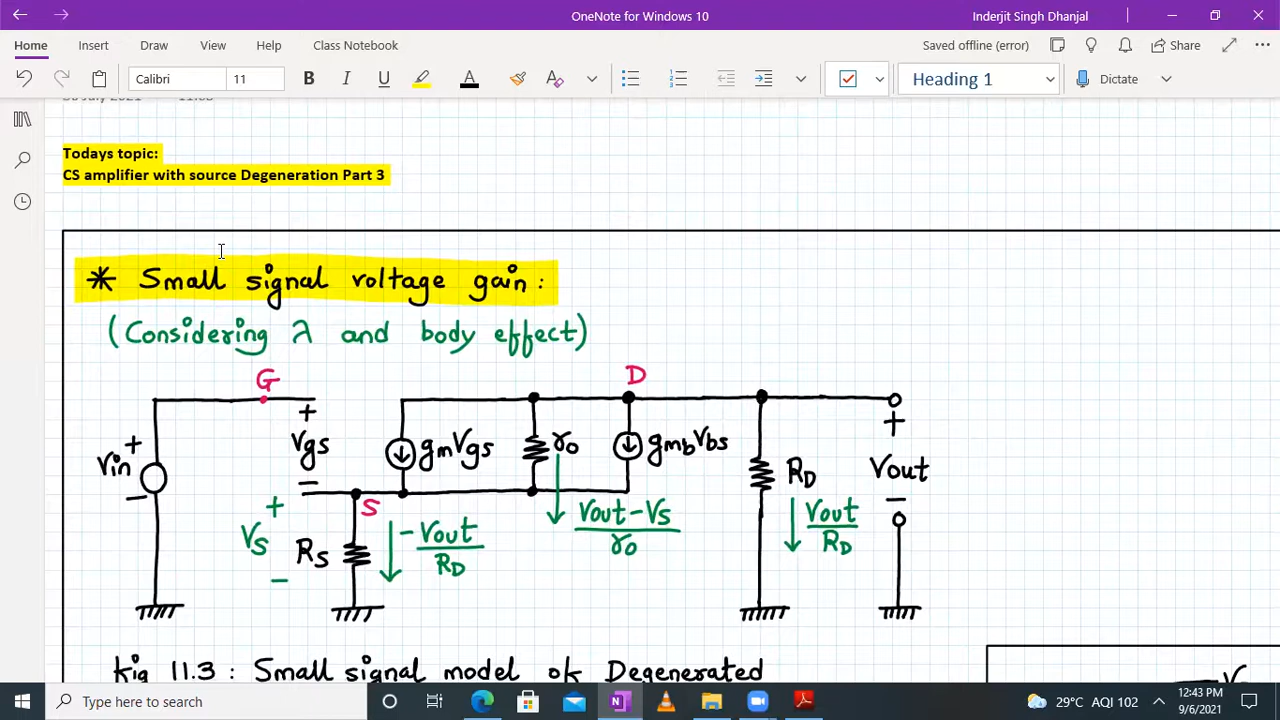 OneNote for Windows 10
Inderjit Singh Dhanjal
Home Insert Draw View Help Class Notebook
Saved offline (error)
Share
Calibri 11 B I U A Heading 1 Dictate
Todays topic:
CS amplifier with source Degeneration Part 3
* Small signal voltage gain:
(Considering λ and body effect)
G
D
+
Vin
+
−
Vgs
−
gmVgs
ro
gmbVbs
RD
+
Vout
−
S
+
Vs
−
Rs
-Vout
RD
Vout-Vs
ro
Vout
RD
Fig 11.3 : Small signal model of Degenerated
Type here to search
29°C AQI 102
12:43 PM
9/6/2021